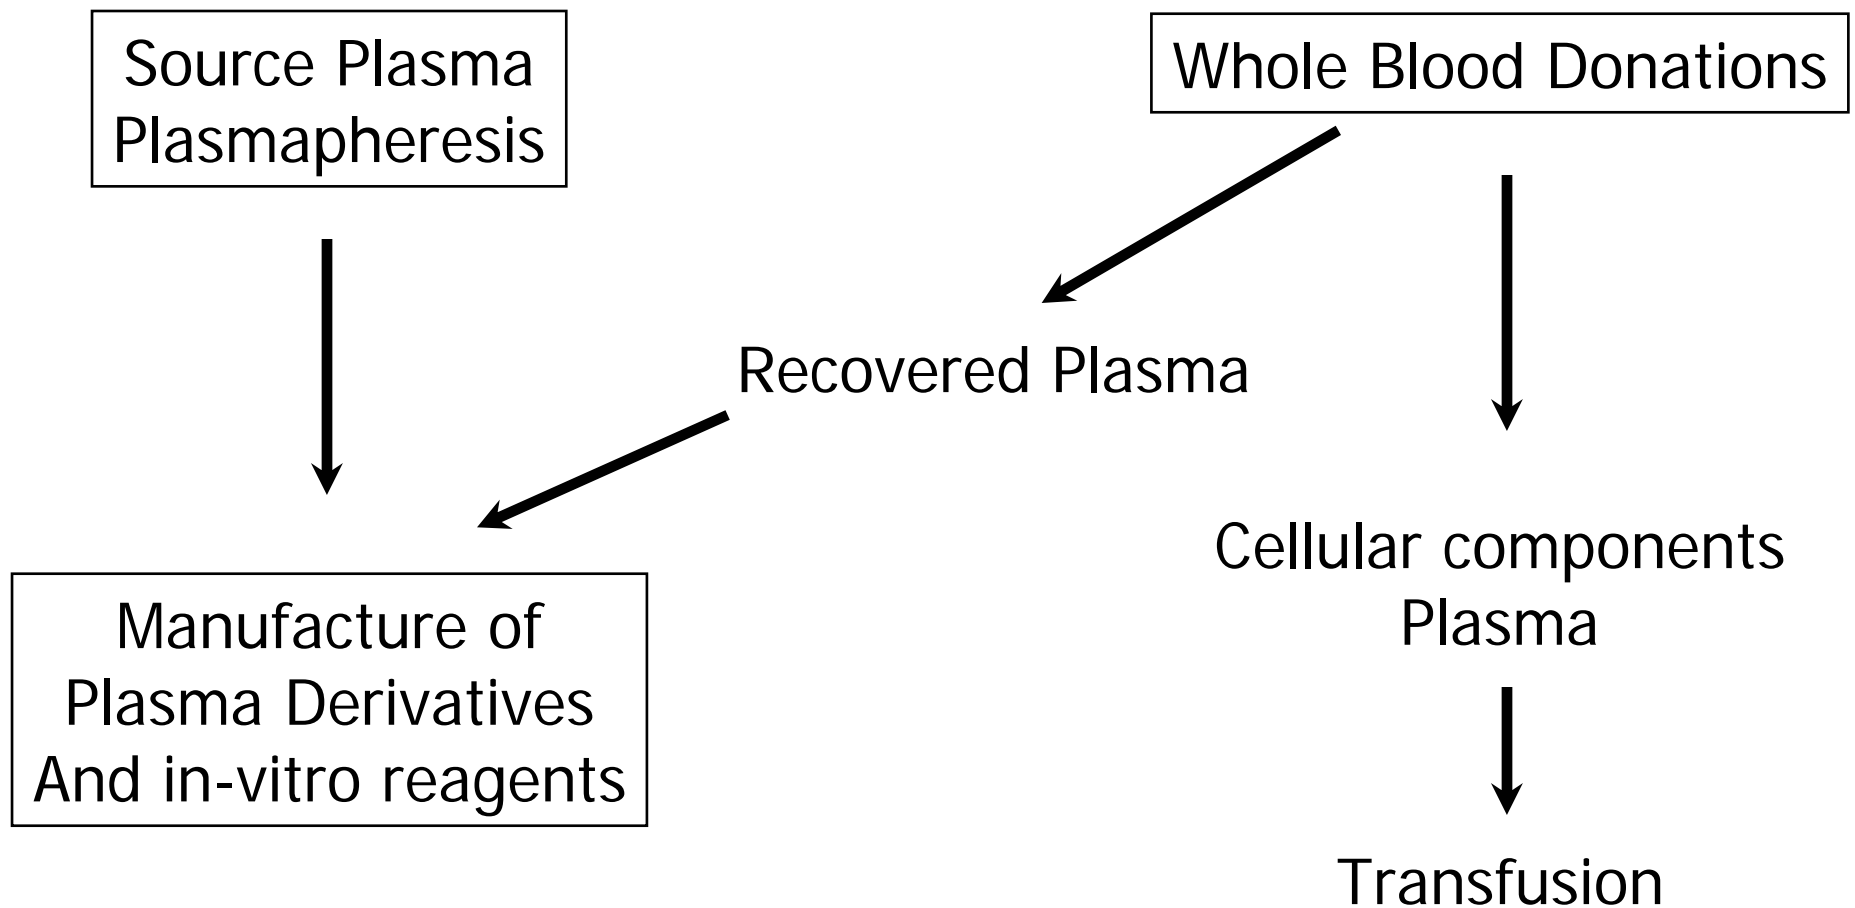 Source Plasma
Plasmapheresis
Whole Blood Donations
Recovered Plasma
Cellular components
Plasma
Manufacture of
Plasma Derivatives
And in-vitro reagents
Transfusion